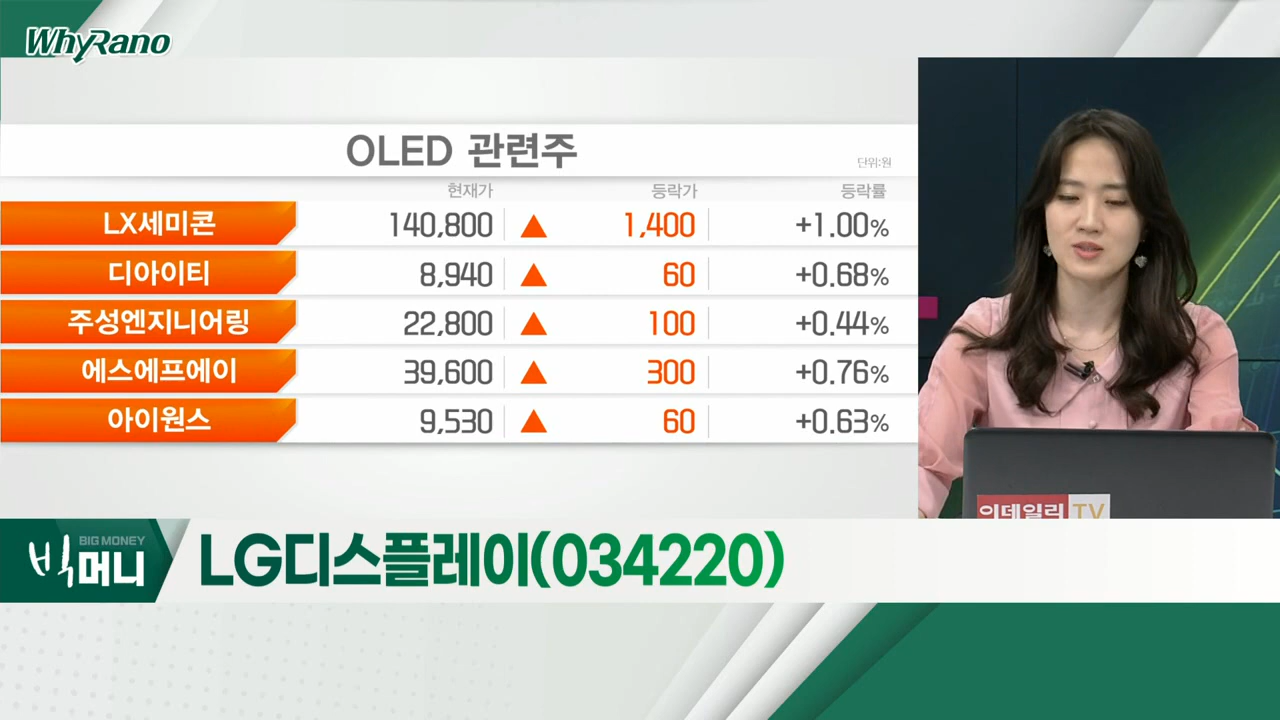 WhyRano
OLED 관련주
단위:원
현재가 등락가 등락률
LX세미콘 140,800 ▲ 1,400 +1.00%
디아이티 8,940 ▲ 60 +0.68%
주성엔지니어링 22,800 ▲ 100 +0.44%
에스에프에이 39,600 ▲ 300 +0.76%
아이원스 9,530 ▲ 60 +0.63%
이데일리 TV
BIG MONEY
빅머니
LG디스플레이(034220)